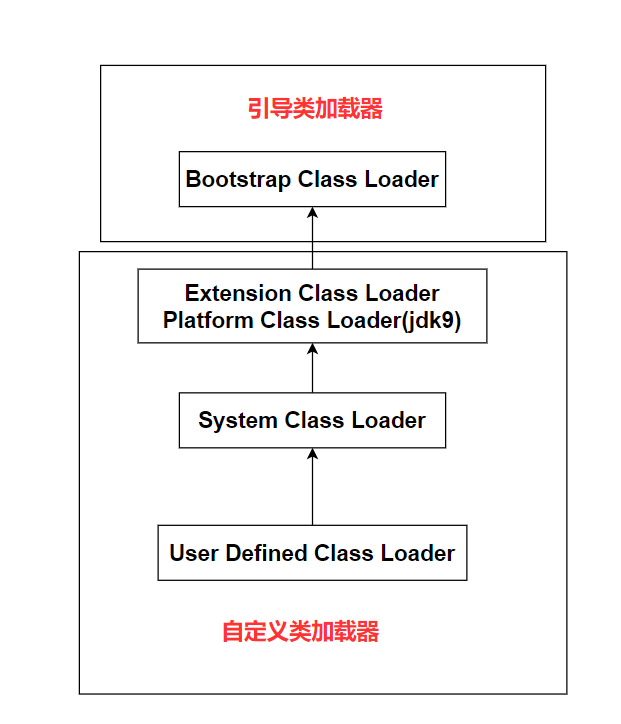 引导类加载器
Bootstrap Class Loader
Extension Class Loader
Platform Class Loader(jdk9)
System Class Loader
User Defined Class Loader
自定义类加载器